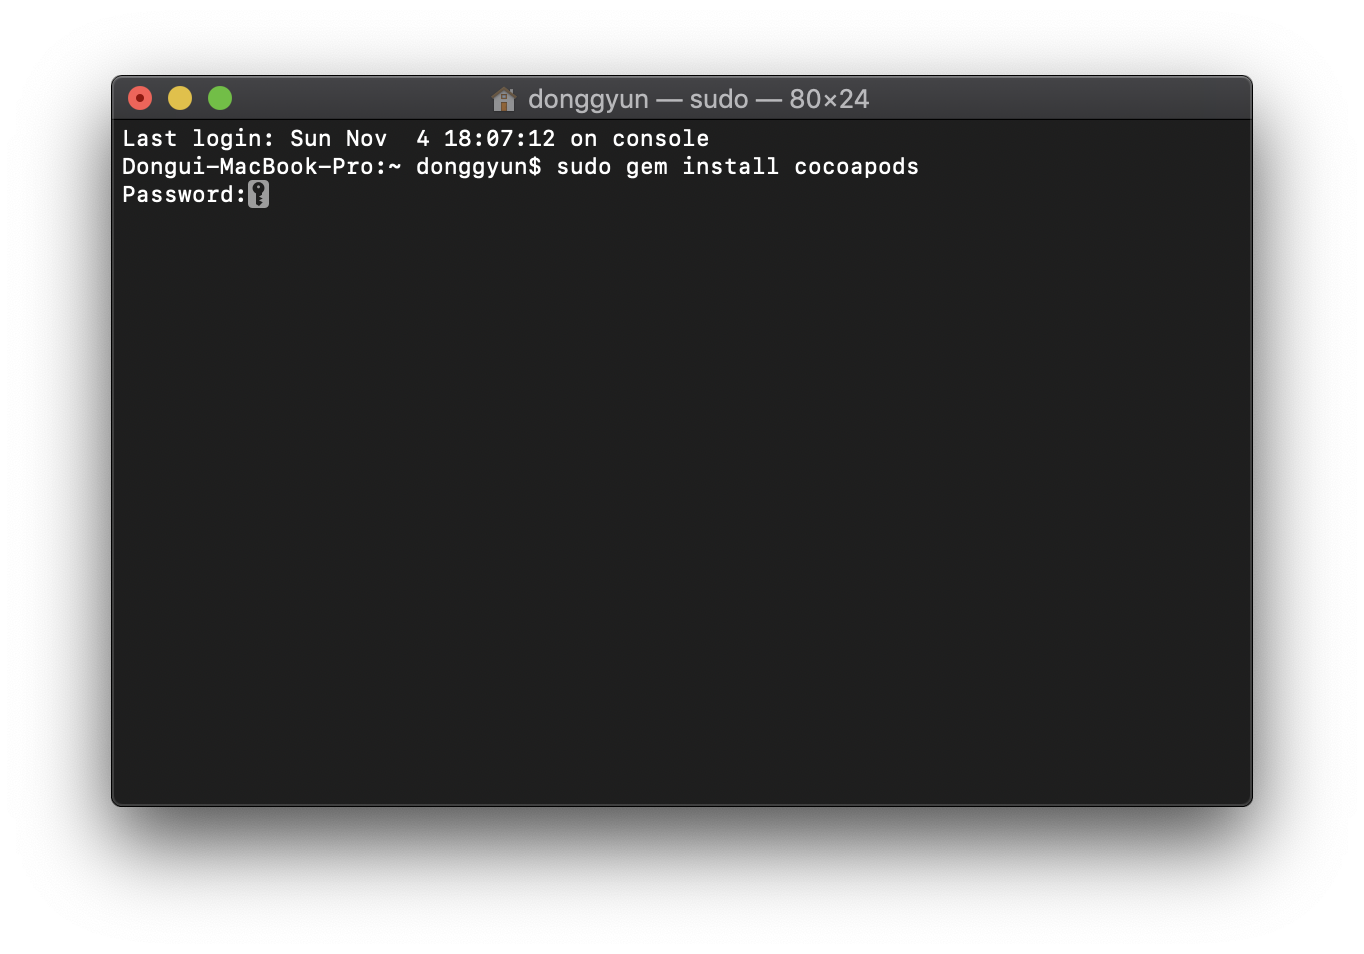 donggyun — sudo — 80×24
Last login: Sun Nov  4 18:07:12 on console
Dongui-MacBook-Pro:~ donggyun$ sudo gem install cocoapods
Password: